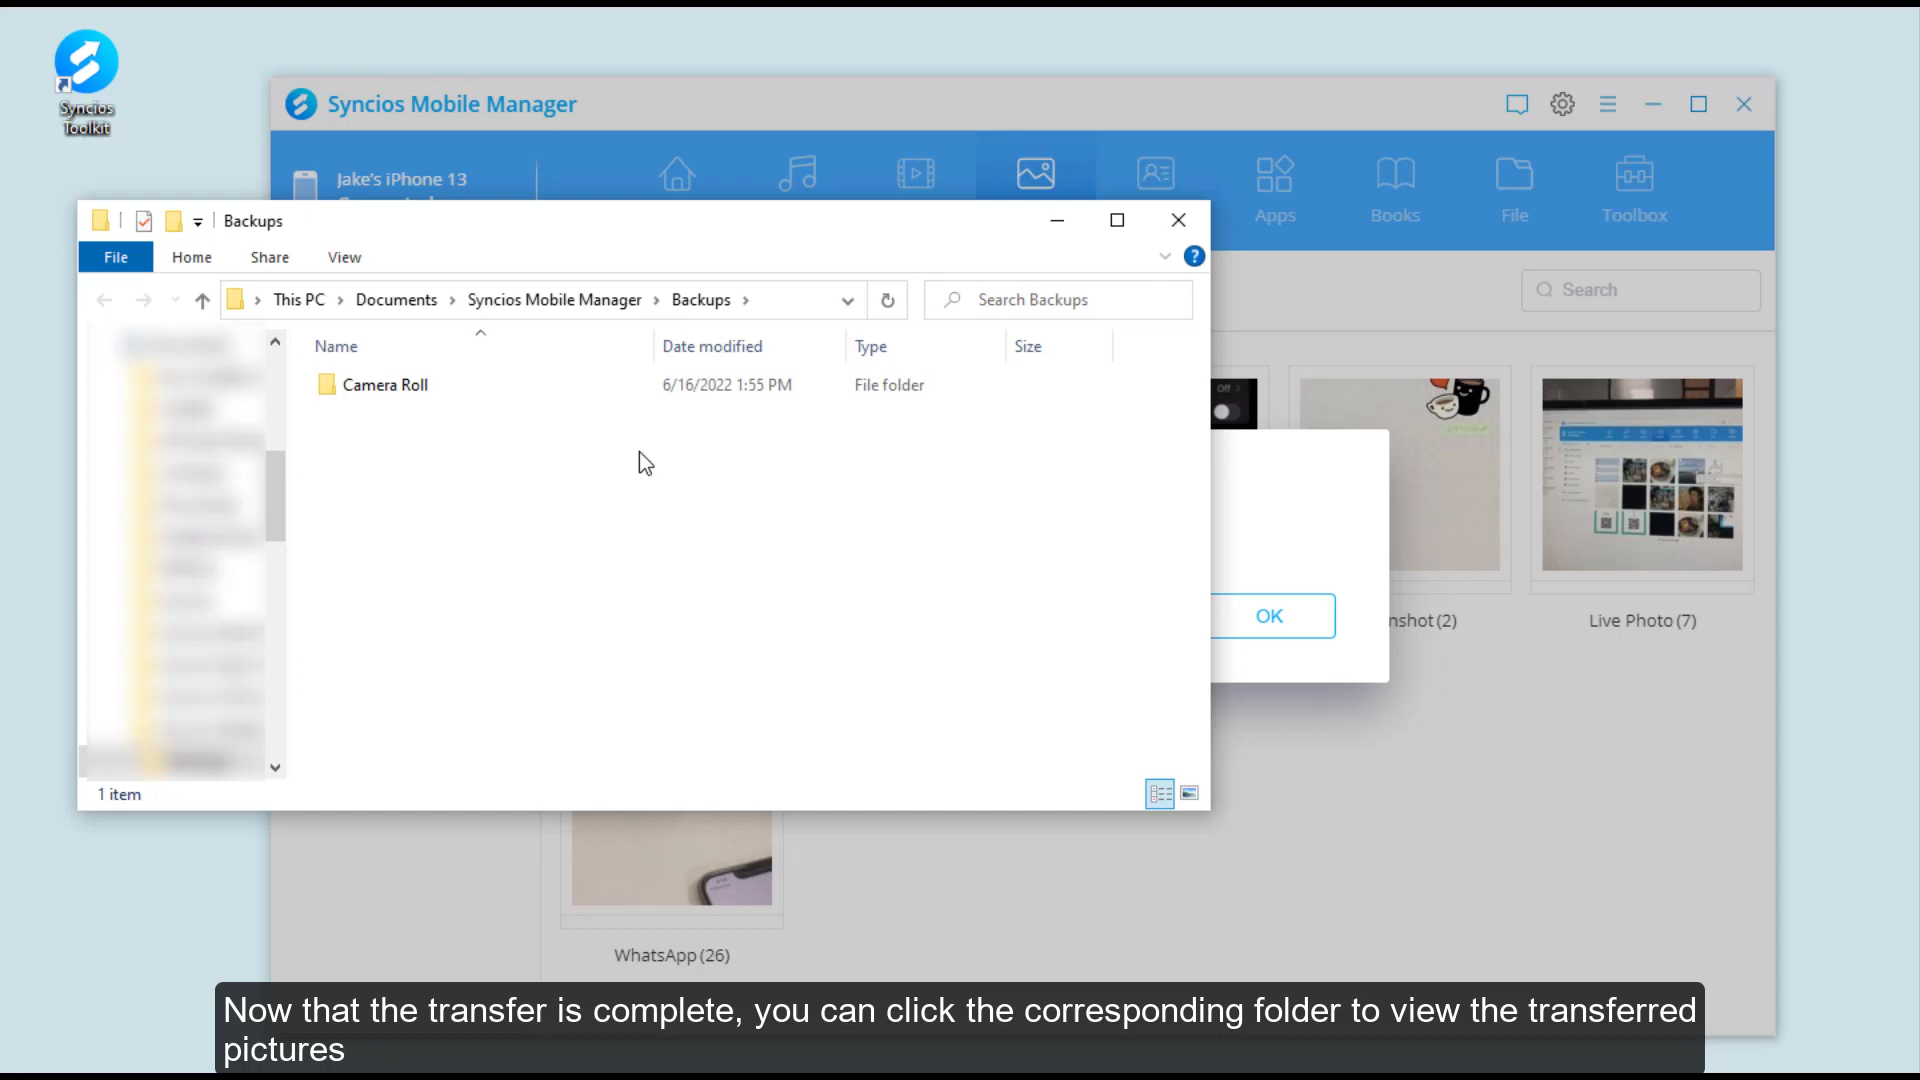 Syncios
Toolkit
Syncios Mobile Manager
Jake's iPhone 13
Apps
Books
File
Toolbox
Backups
File
Home
Share
View
?
This PC > Documents > Syncios Mobile Manager > Backups >
Search Backups
Search
Name
Date modified
Type
Size
Camera Roll
6/16/2022 1:55 PM
File folder
Off >
OK
nshot (2)
Live Photo (7)
1 item
WhatsApp (26)
Now that the transfer is complete, you can click the corresponding folder to view the transferred
pictures